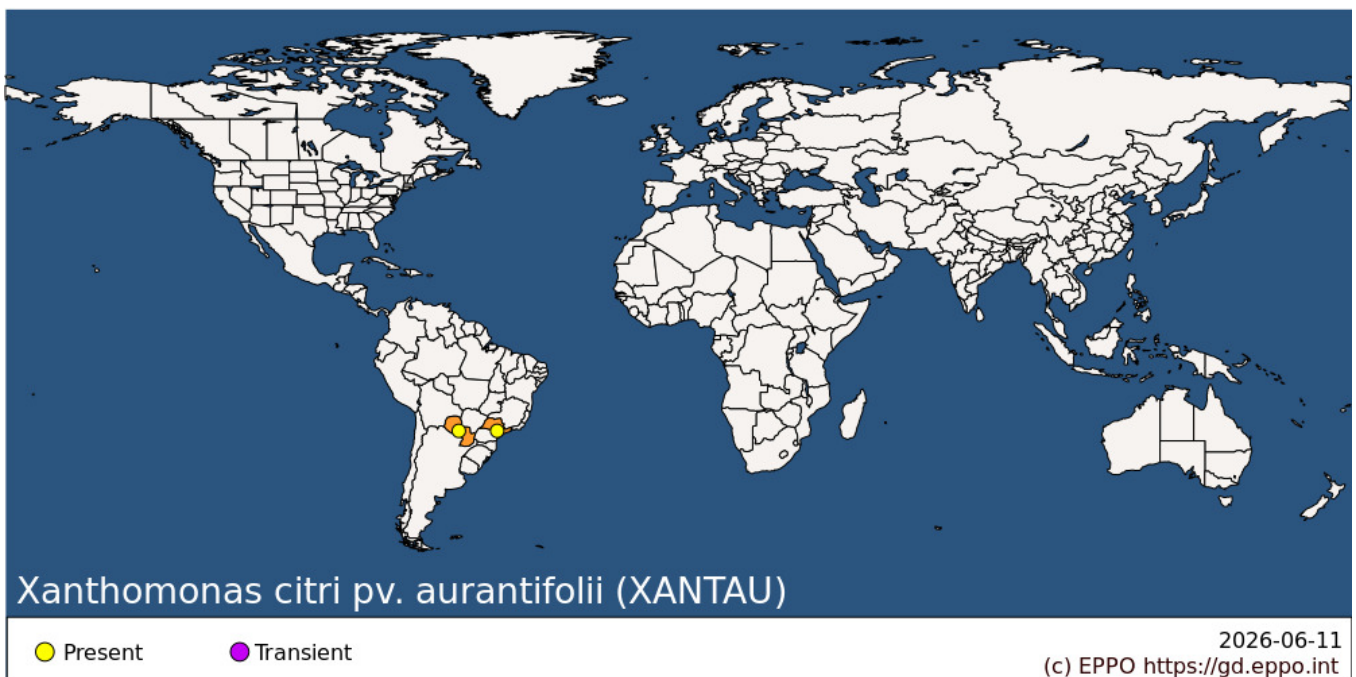 Xanthomonas citri pv. aurantifolii (XANTAU)
Present
Transient
2026-06-11
(c) EPPO https://gd.eppo.int